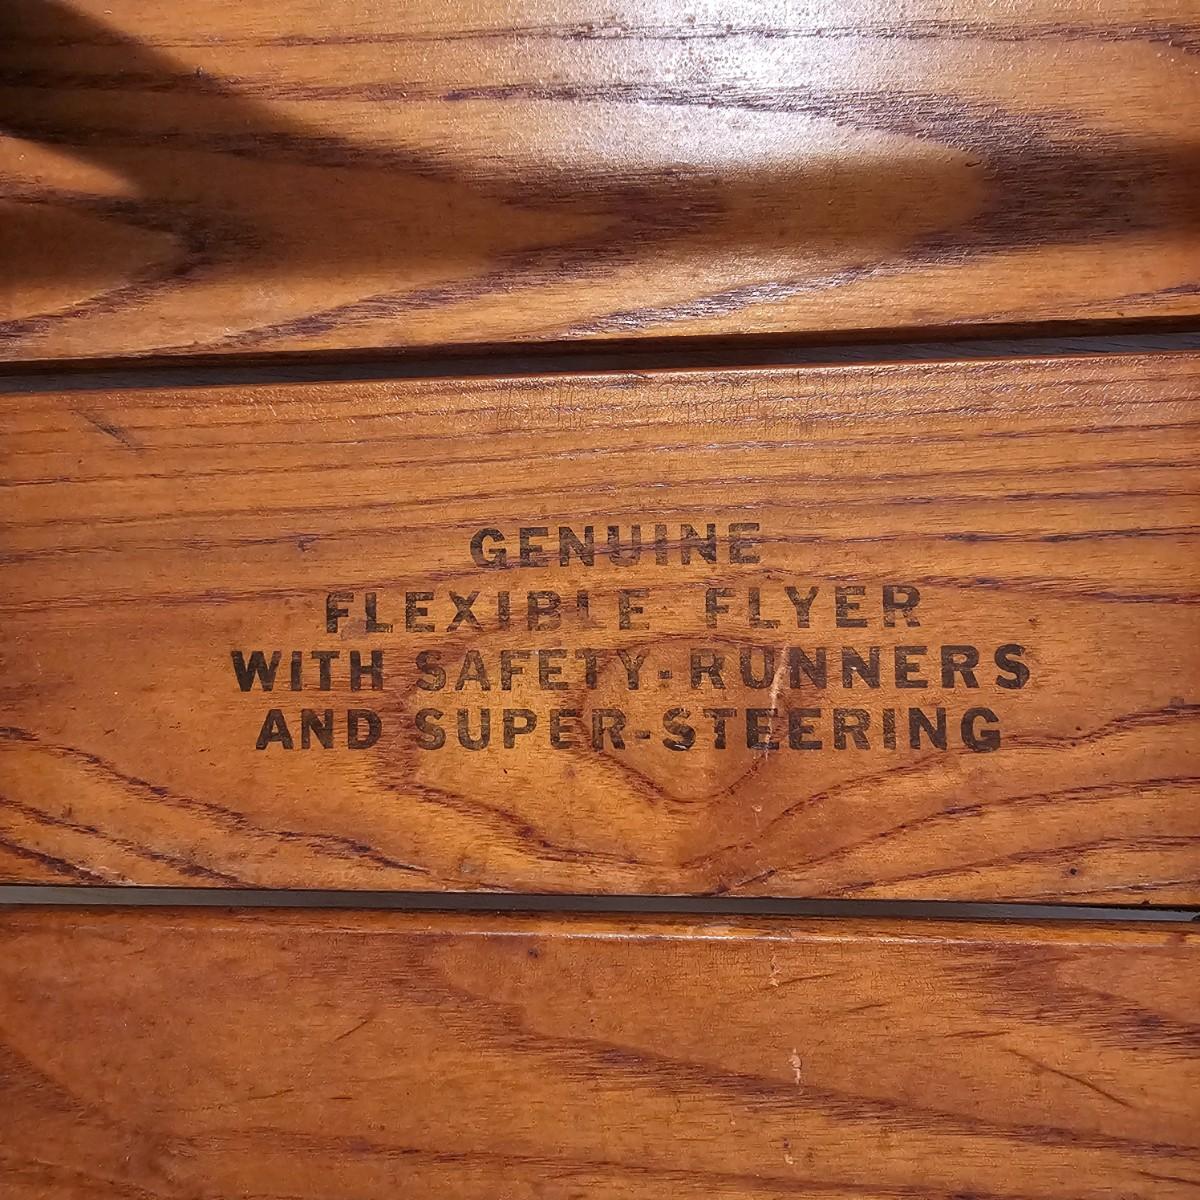 GENUINE
FLEXIBLE FLYER
WITH SAFETY-RUNNERS
AND SUPER-STEERING